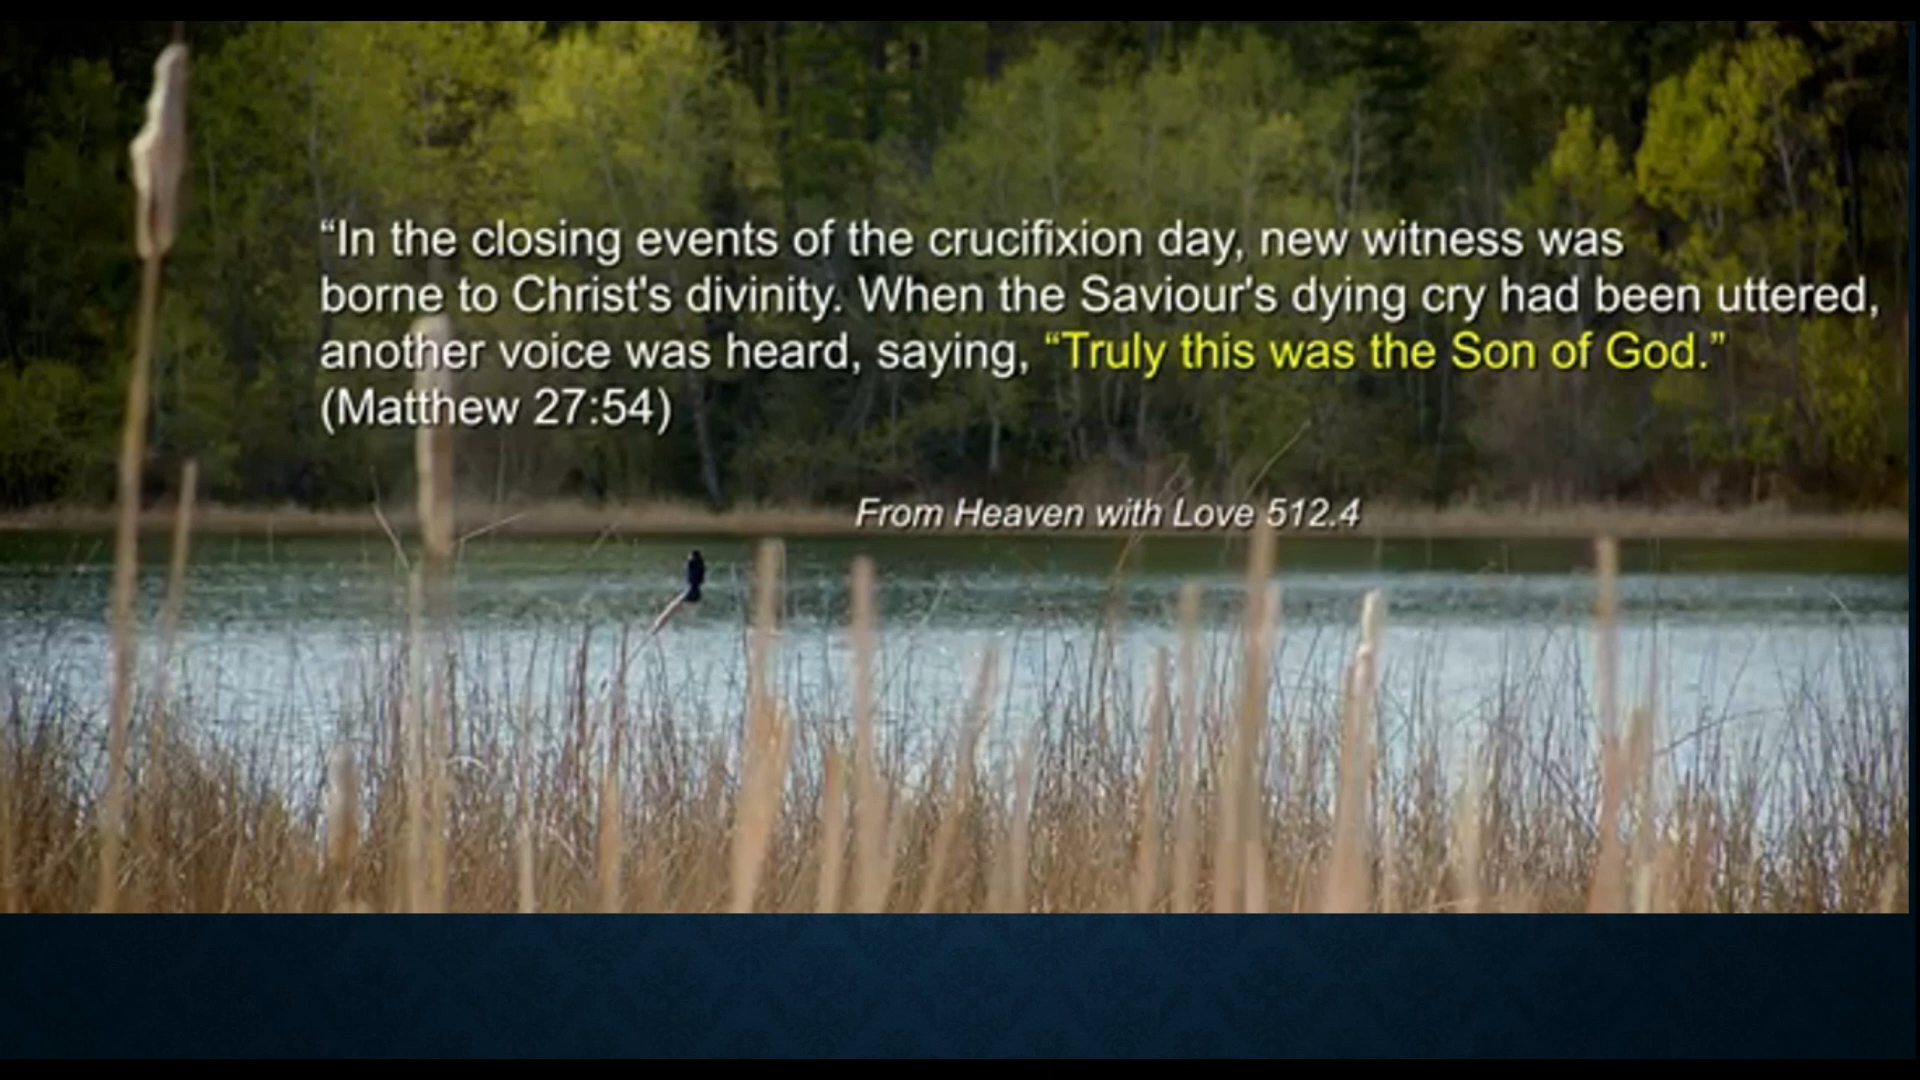 “In the closing events of the crucifixion day, new witness was
borne to Christ's divinity. When the Saviour's dying cry had been uttered,
another voice was heard, saying, “Truly this was the Son of God.”
(Matthew 27:54)
From Heaven with Love 512.4